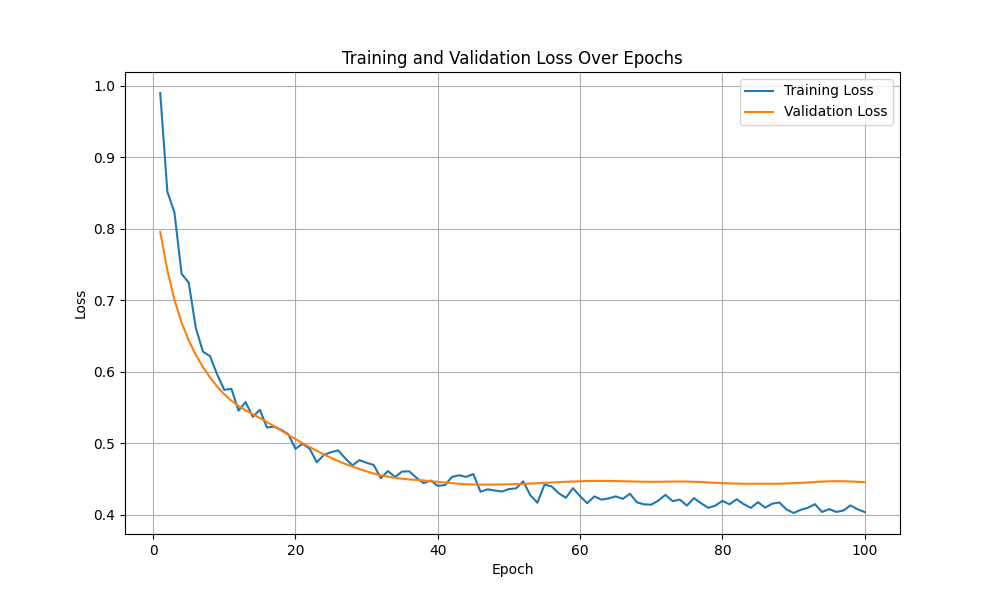 Training and Validation Loss Over Epochs
Training Loss
Validation Loss
1.0
0.9
0.8
0.7
0.6
0.5
0.4
Loss
0 20 40 60 80 100
Epoch